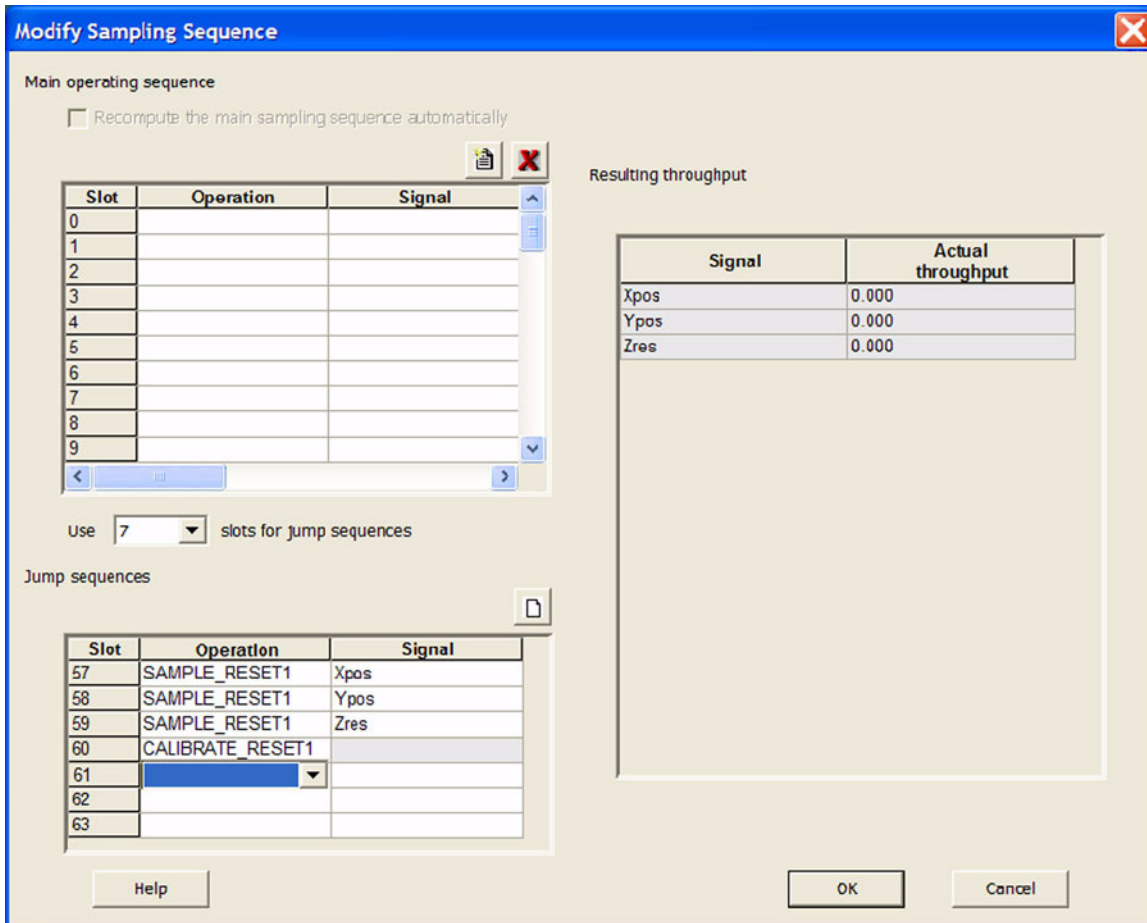 Modify Sampling Sequence
Main operating sequence
Recompute the main sampling sequence automatically
Slot Operation Signal
0
1
2
3
4
5
6
7
8
9
Use 7 slots for jump sequences
Jump sequences
Slot Operation Signal
57 SAMPLE_RESET1 Xpos
58 SAMPLE_RESET1 Ypos
59 SAMPLE_RESET1 Zres
60 CALIBRATE_RESET1
61
62
63
Help
Resulting throughput
Signal Actual throughput
Xpos 0.000
Ypos 0.000
Zres 0.000
OK Cancel